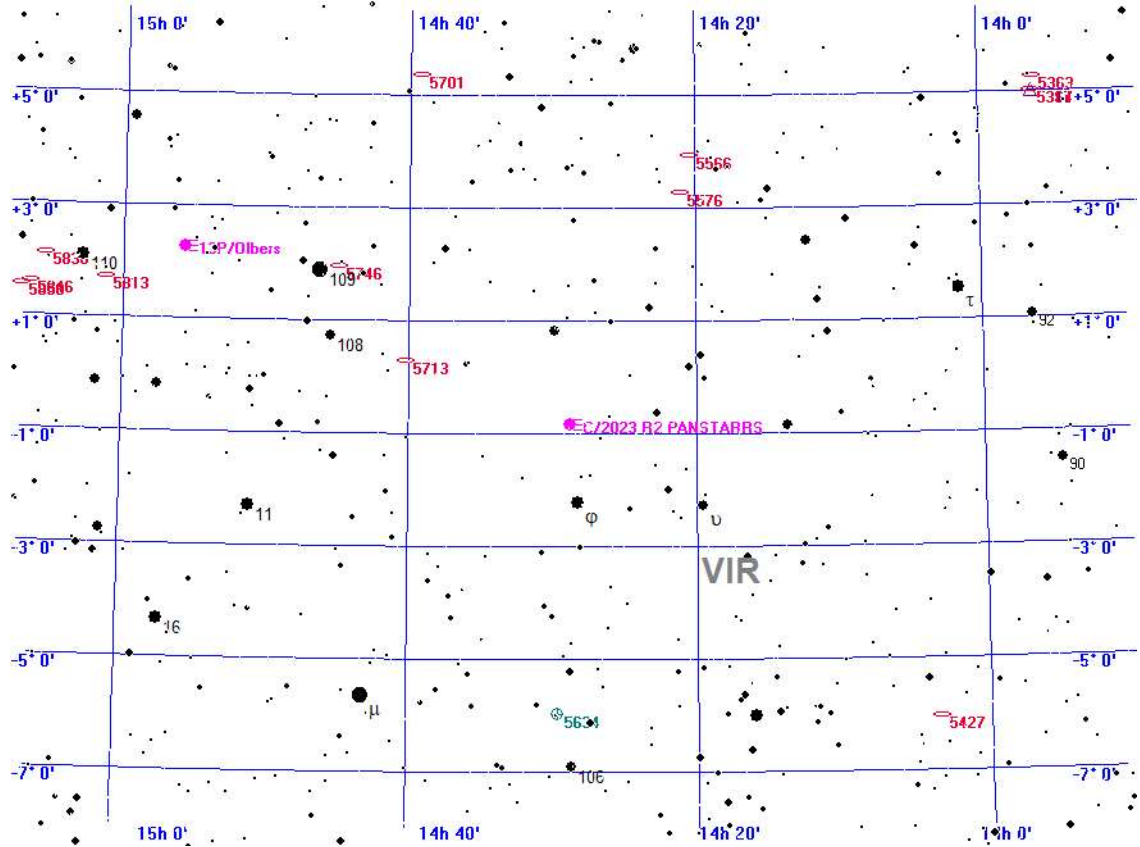 15h 0' 14h 40' 14h 20' 14h 0'
5701 5363
+5° 0' +5° 0'
5566
5576
+3° 0' +3° 0'
13P/Olbers
110 109 5746
5846 5813 τ
+1° 0' 92 +1° 0'
108
5713
-1° 0' C/2023 R2 PANSTARRS -1° 0'
90
11 φ υ
-3° 0' -3° 0'
VIR
16
-5° 0' -5° 0'
μ
5634 5427
-7° 0' 106 -7° 0'
15h 0' 14h 40' 14h 20' 14h 0'